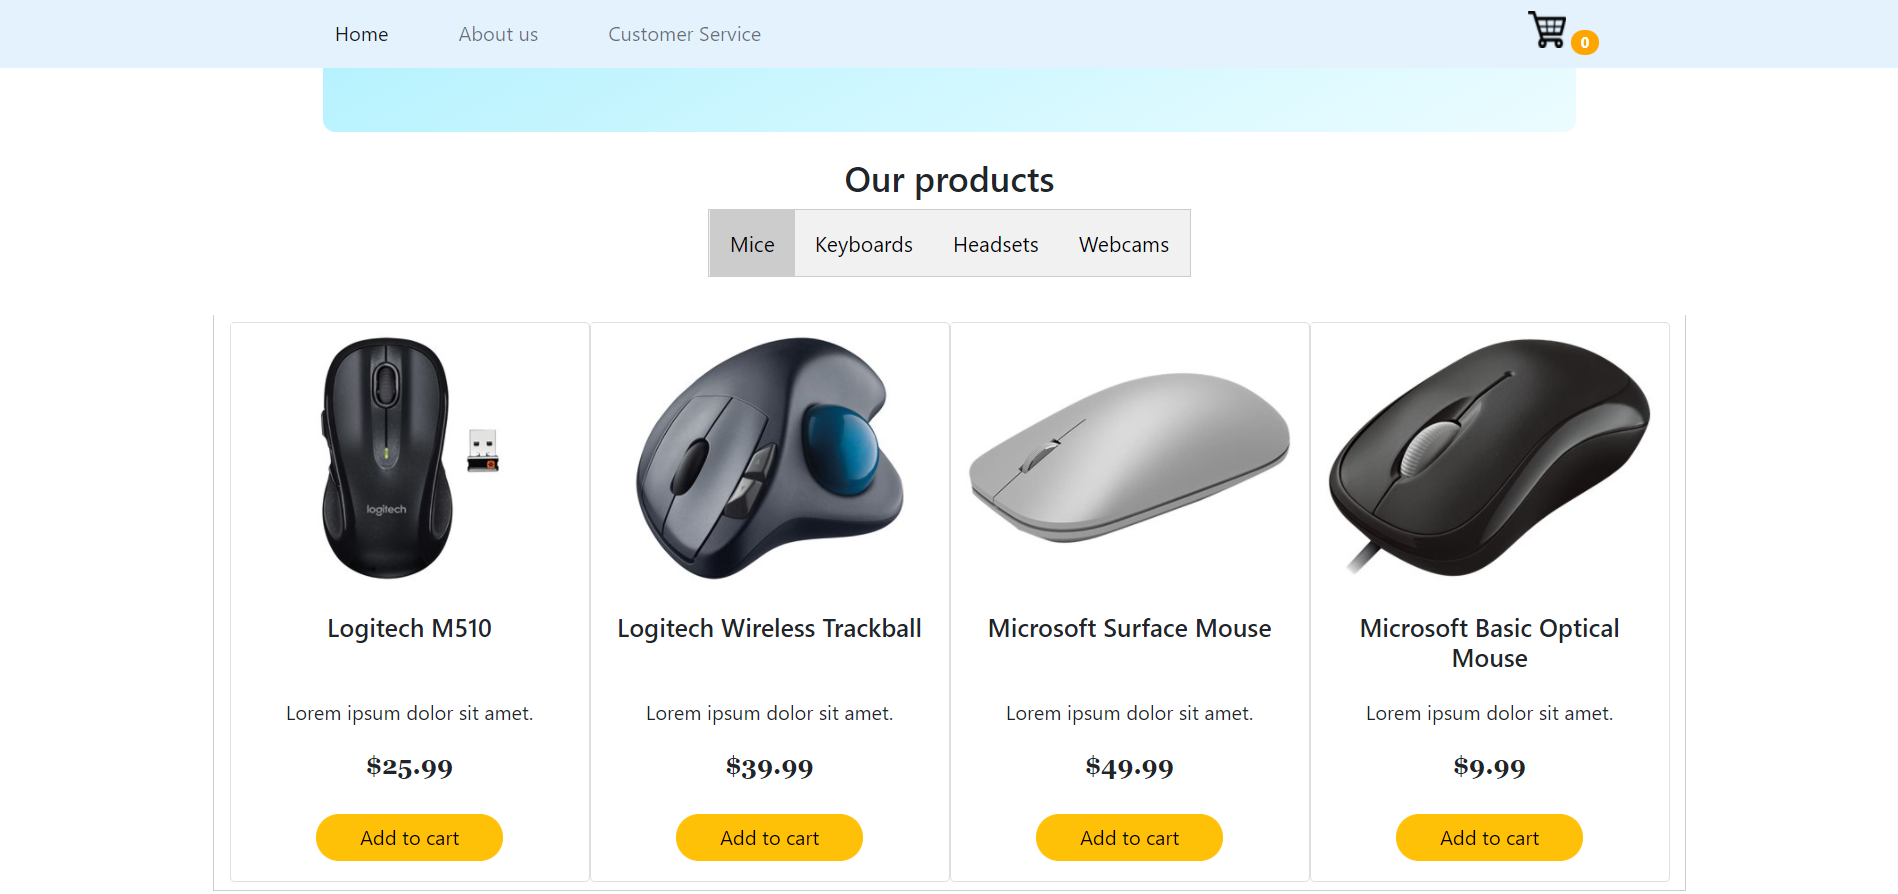 Home About us Customer Service 0
Our products
Mice Keyboards Headsets Webcams
logitech
Logitech M510
Lorem ipsum dolor sit amet.
$25.99
Add to cart
Logitech Wireless Trackball
Lorem ipsum dolor sit amet.
$39.99
Add to cart
Microsoft Surface Mouse
Lorem ipsum dolor sit amet.
$49.99
Add to cart
Microsoft Basic Optical
Mouse
Lorem ipsum dolor sit amet.
$9.99
Add to cart